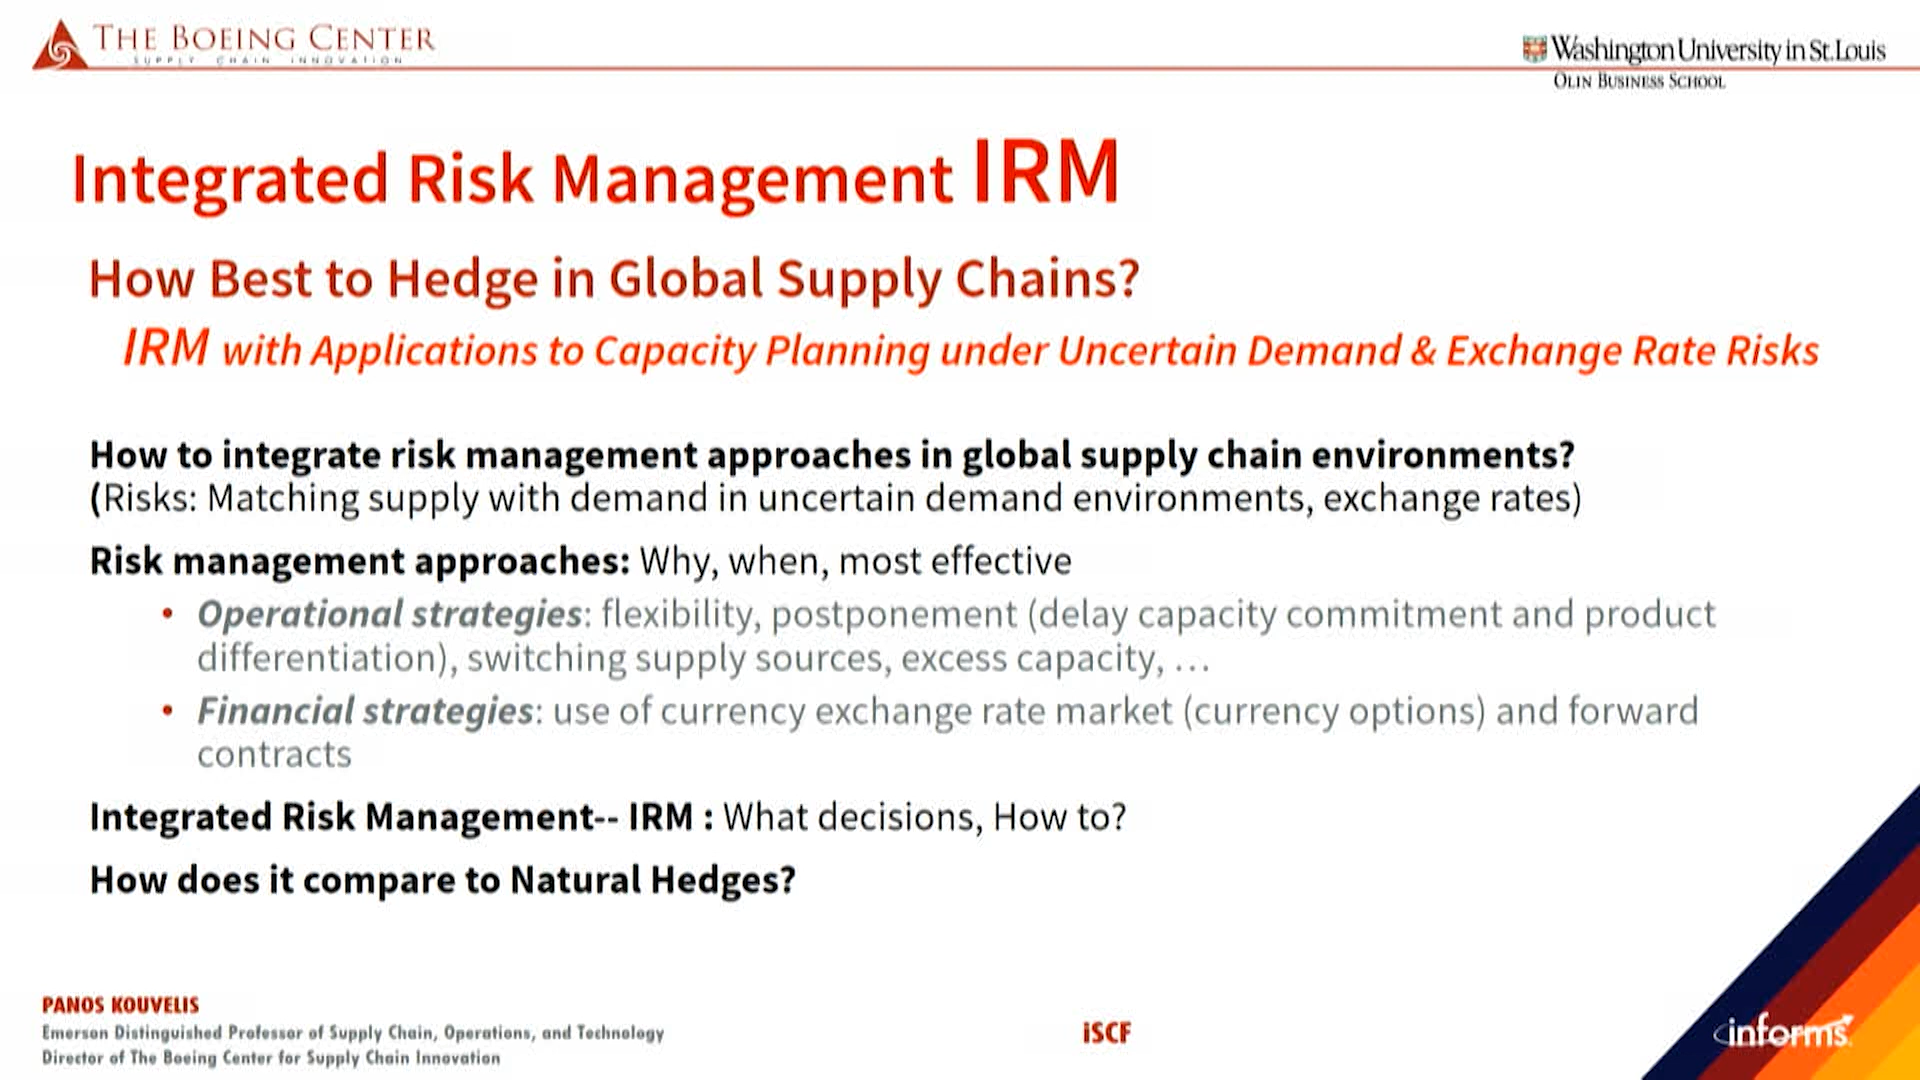 THE BOEING CENTER
SUPPLY CHAIN INNOVATION
Washington University in St.Louis
OLIN BUSINESS SCHOOL
Integrated Risk Management IRM
How Best to Hedge in Global Supply Chains?
IRM with Applications to Capacity Planning under Uncertain Demand & Exchange Rate Risks
How to integrate risk management approaches in global supply chain environments?
(Risks: Matching supply with demand in uncertain demand environments, exchange rates)
Risk management approaches: Why, when, most effective
• Operational strategies: flexibility, postponement (delay capacity commitment and product
differentiation), switching supply sources, excess capacity, …
• Financial strategies: use of currency exchange rate market (currency options) and forward
contracts
Integrated Risk Management-- IRM : What decisions, How to?
How does it compare to Natural Hedges?
PANOS KOUVELIS
Emerson Distinguished Professor of Supply Chain, Operations, and Technology
Director of The Boeing Center for Supply Chain Innovation
iSCF
informs